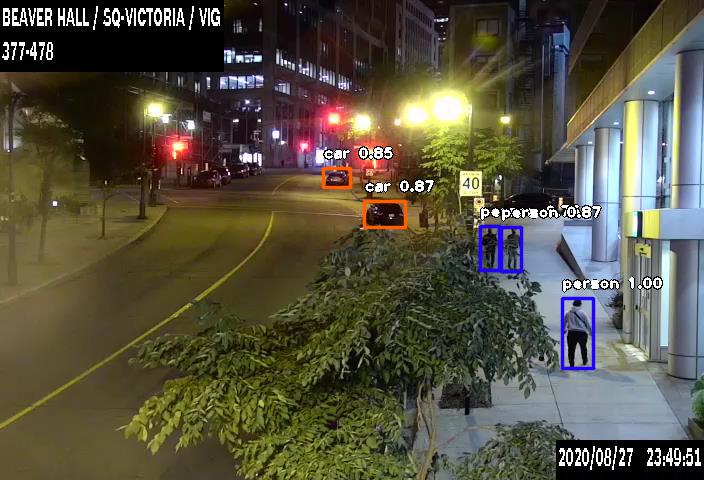 BEAVER HALL / SQ-VICTORIA / VIG
377-478
car 0.85
car 0.87
40
person 0.87
person 1.00
2020/08/27 23:49:51